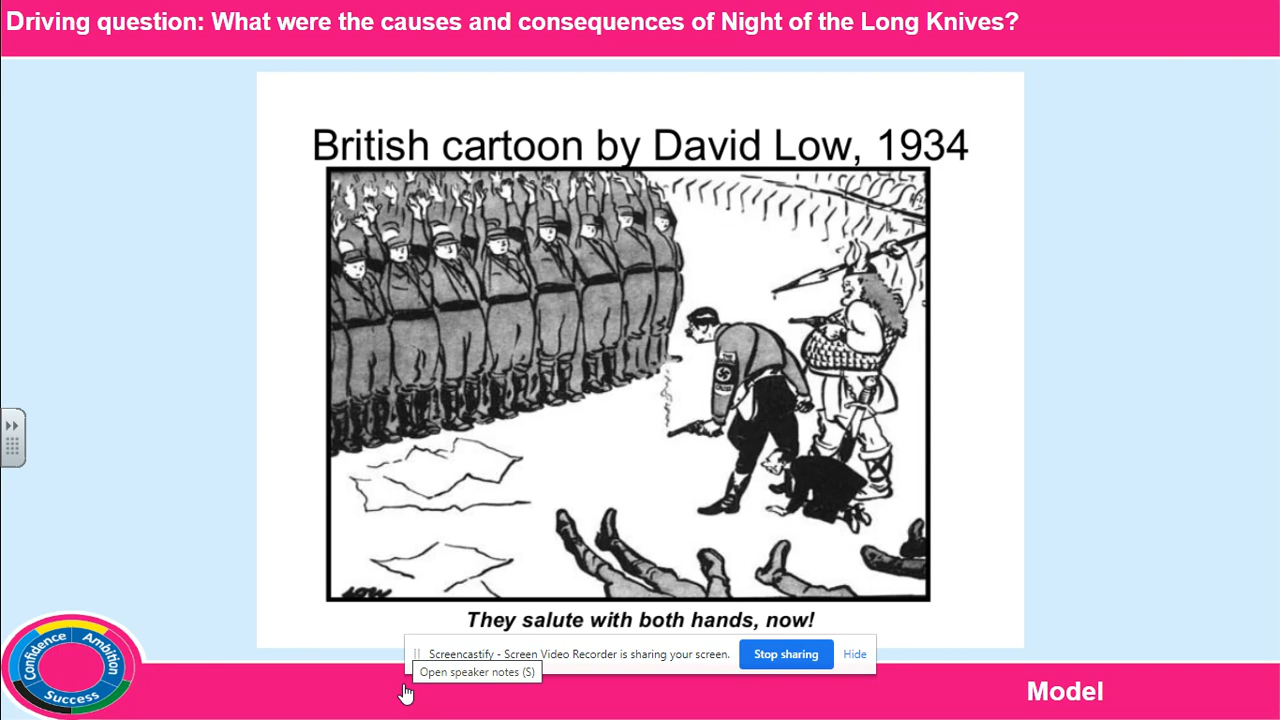 Driving question: What were the causes and consequences of Night of the Long Knives?
British cartoon by David Low, 1934
LOW
They salute with both hands, now!
Screencastify - Screen Video Recorder is sharing your screen.
Stop sharing
Hide
Open speaker notes (S)
Confidence
Ambition
Success
Model